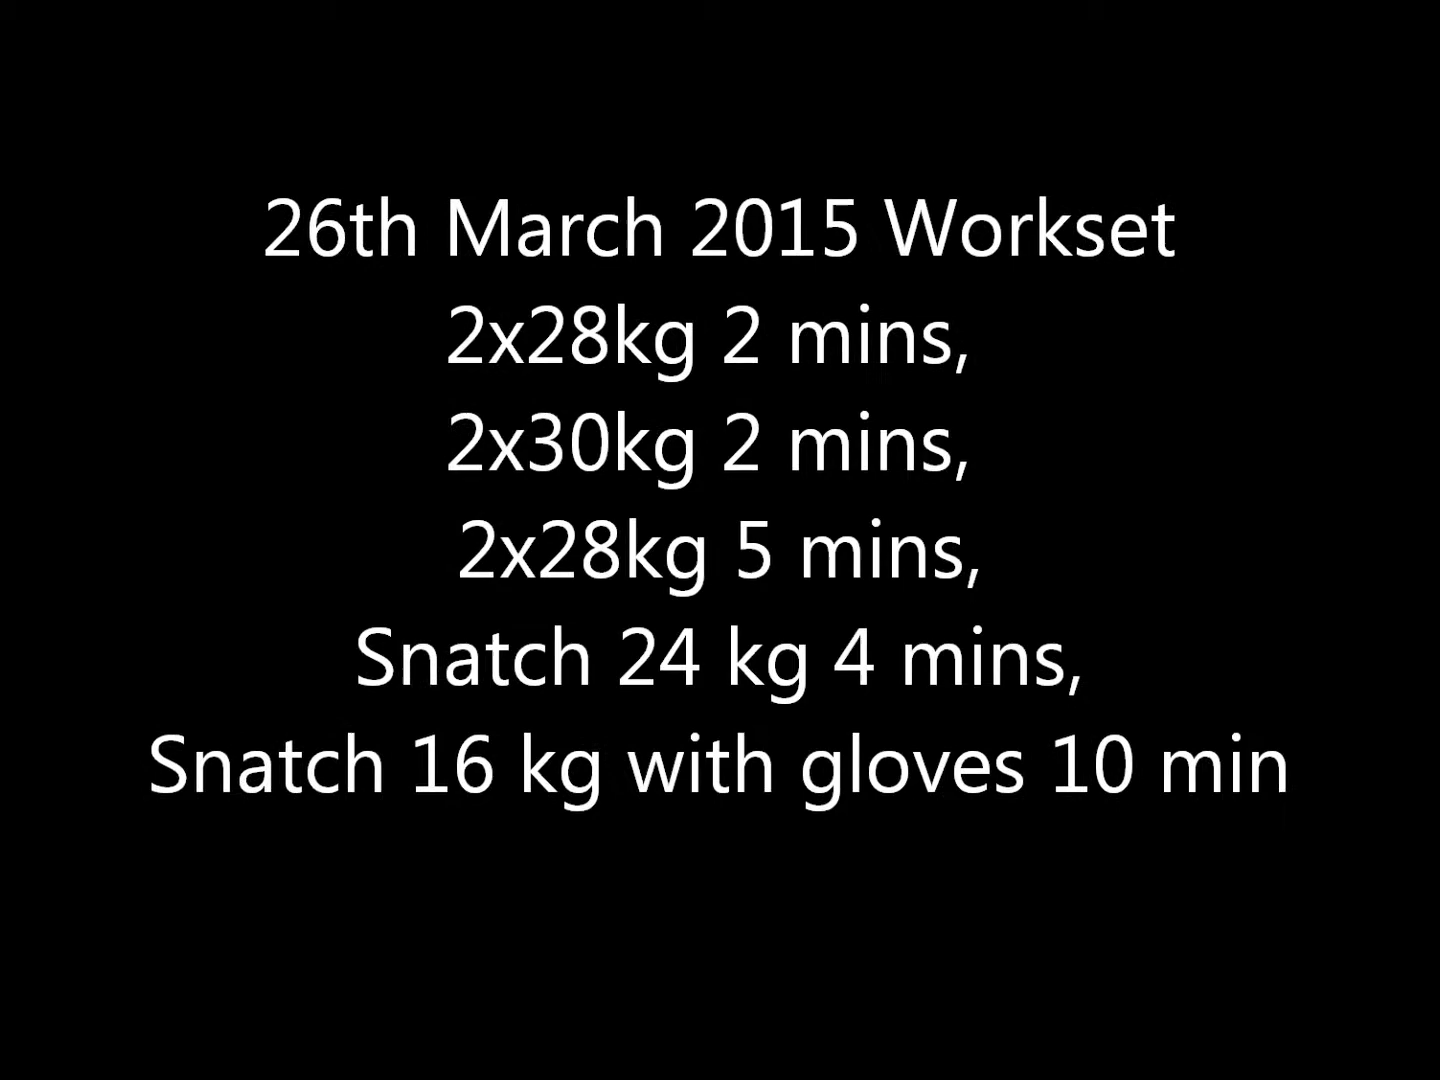 26th March 2015 Workset
2x28kg 2 mins,
2x30kg 2 mins,
2x28kg 5 mins,
Snatch 24 kg 4 mins,
Snatch 16 kg with gloves 10 min